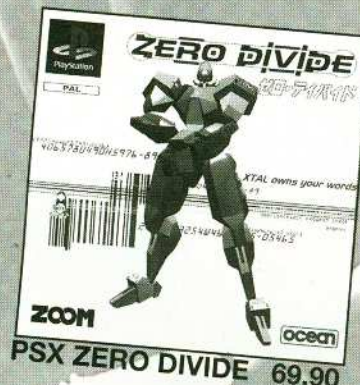 PlayStation
PAL
ZERO DIVIDE
ゼロ・ディバイド
XTAL owns your words
ZOOM
ocean
PSX ZERO DIVIDE 69,90